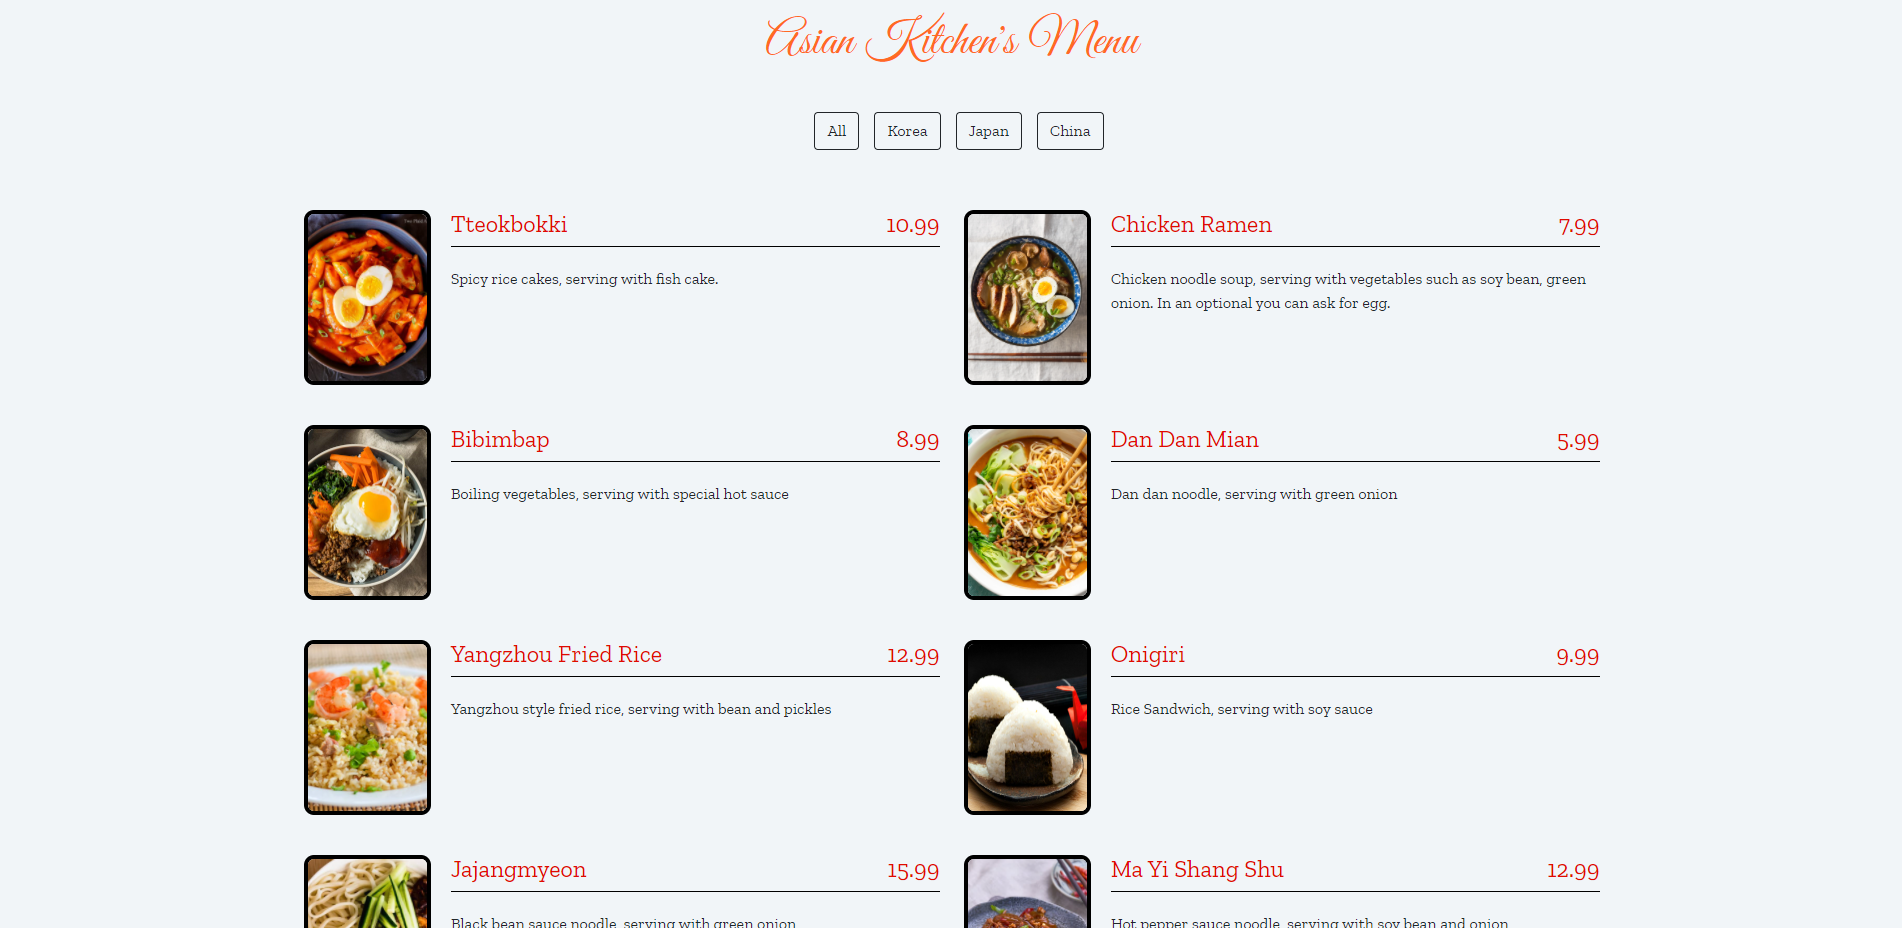 Asian Kitchen's Menu
All Korea Japan China
Tteokbokki 10.99
Spicy rice cakes, serving with fish cake.
Chicken Ramen 7.99
Chicken noodle soup, serving with vegetables such as soy bean, green
onion. In an optional you can ask for egg.
Bibimbap 8.99
Boiling vegetables, serving with special hot sauce
Dan Dan Mian 5.99
Dan dan noodle, serving with green onion
Yangzhou Fried Rice 12.99
Yangzhou style fried rice, serving with bean and pickles
Onigiri 9.99
Rice Sandwich, serving with soy sauce
Jajangmyeon 15.99
Black bean sauce noodle, serving with green onion
Ma Yi Shang Shu 12.99
Hot pepper sauce noodle, serving with soy bean and onion